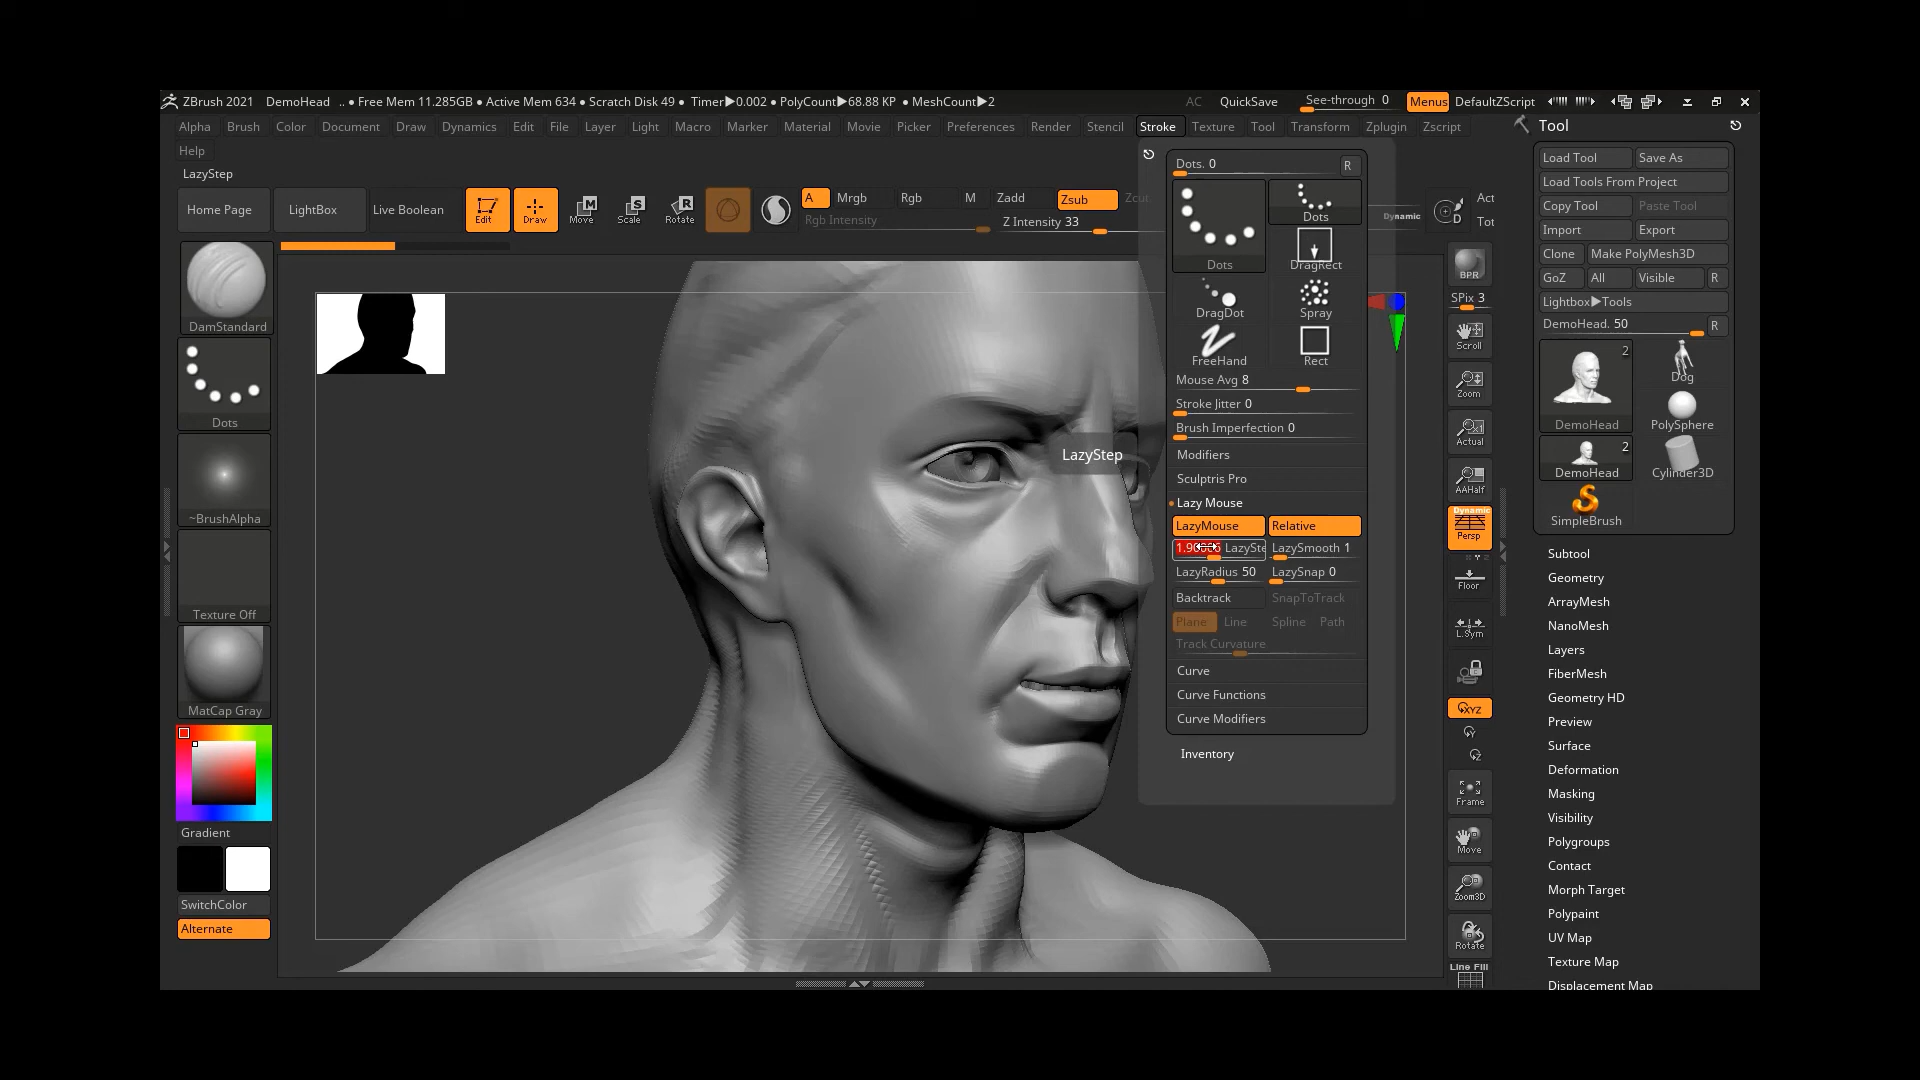 ZBrush 2021 DemoHead .. • Free Mem 11.285GB • Active Mem 634 • Scratch Disk 49 • Timer▶0.002 • PolyCount▶68.88 KP • MeshCount▶2 AC QuickSave See-through 0 Menus DefaultZScript
Alpha Brush Color Document Draw Dynamics Edit File Layer Light Macro Marker Material Movie Picker Preferences Render Stencil Stroke Texture Tool Transform Zplugin Zscript
Help
LazyStep
Home Page LightBox Live Boolean Edit Draw Move Scale Rotate A Mrgb Rgb M Zadd Zsub Zcut
Rgb Intensity Z Intensity 33
Dynamic D Act
Tot
DamStandard
Dots
~BrushAlpha
Texture Off
MatCap Gray
Gradient
SwitchColor
Alternate
LazyStep
Dots. 0 R
Dots Dots
DragRect
DragDot Spray
FreeHand Rect
Mouse Avg 8
Stroke Jitter 0
Brush Imperfection 0
Modifiers
Sculptris Pro
Lazy Mouse
LazyMouse Relative
LazySte LazySmooth 1
LazyRadius 50 LazySnap 0
Backtrack SnapToTrack
Plane Line Spline Path
Track Curvature
Curve
Curve Functions
Curve Modifiers
Inventory
BPR
SPix 3
Scroll
Zoom
Actual
AAHalf
Dynamic
Persp
Floor
L.Sym
XYZ
Y
Z
Frame
Move
Zoom3D
Rotate
Line Fill
Tool
Load Tool Save As
Load Tools From Project
Copy Tool Paste Tool
Import Export
Clone Make PolyMesh3D
GoZ All Visible R
Lightbox▶Tools
DemoHead. 50 R
2
DemoHead Dog
PolySphere
2
DemoHead Cylinder3D
SimpleBrush
Subtool
Geometry
ArrayMesh
NanoMesh
Layers
FiberMesh
Geometry HD
Preview
Surface
Deformation
Masking
Visibility
Polygroups
Contact
Morph Target
Polypaint
UV Map
Texture Map
Displacement Map